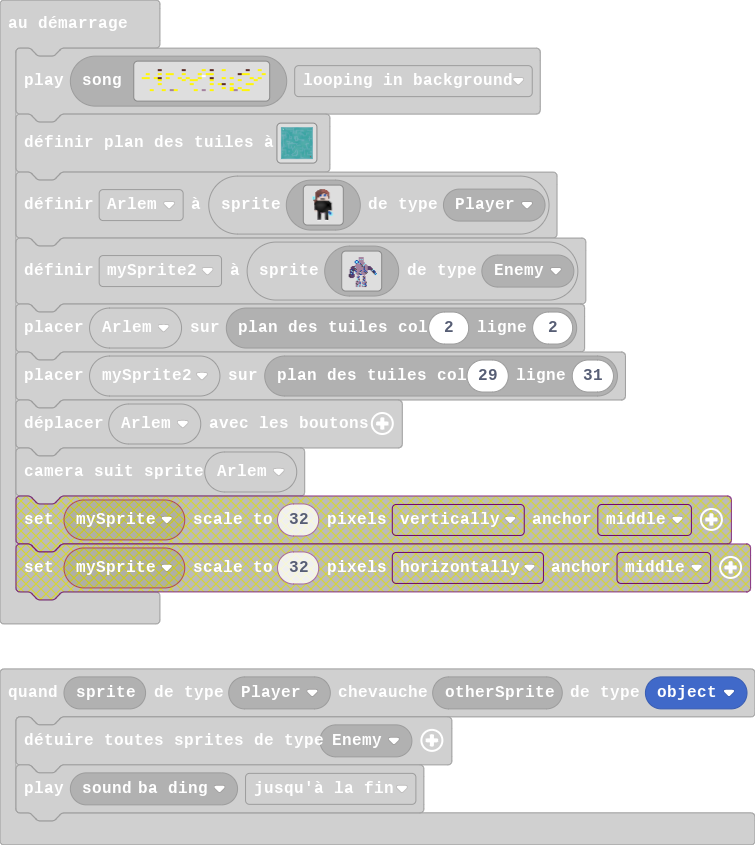 au démarrage
play song looping in background
définir plan des tuiles à
définir Arlem à sprite de type Player
définir mySprite2 à sprite de type Enemy
placer Arlem sur plan des tuiles col 2 ligne 2
placer mySprite2 sur plan des tuiles col 29 ligne 31
déplacer Arlem avec les boutons
camera suit sprite Arlem
set mySprite scale to 32 pixels vertically anchor middle
set mySprite scale to 32 pixels horizontally anchor middle
quand sprite de type Player chevauche otherSprite de type object
détuire toutes sprites de type Enemy
play sound ba ding jusqu'à la fin